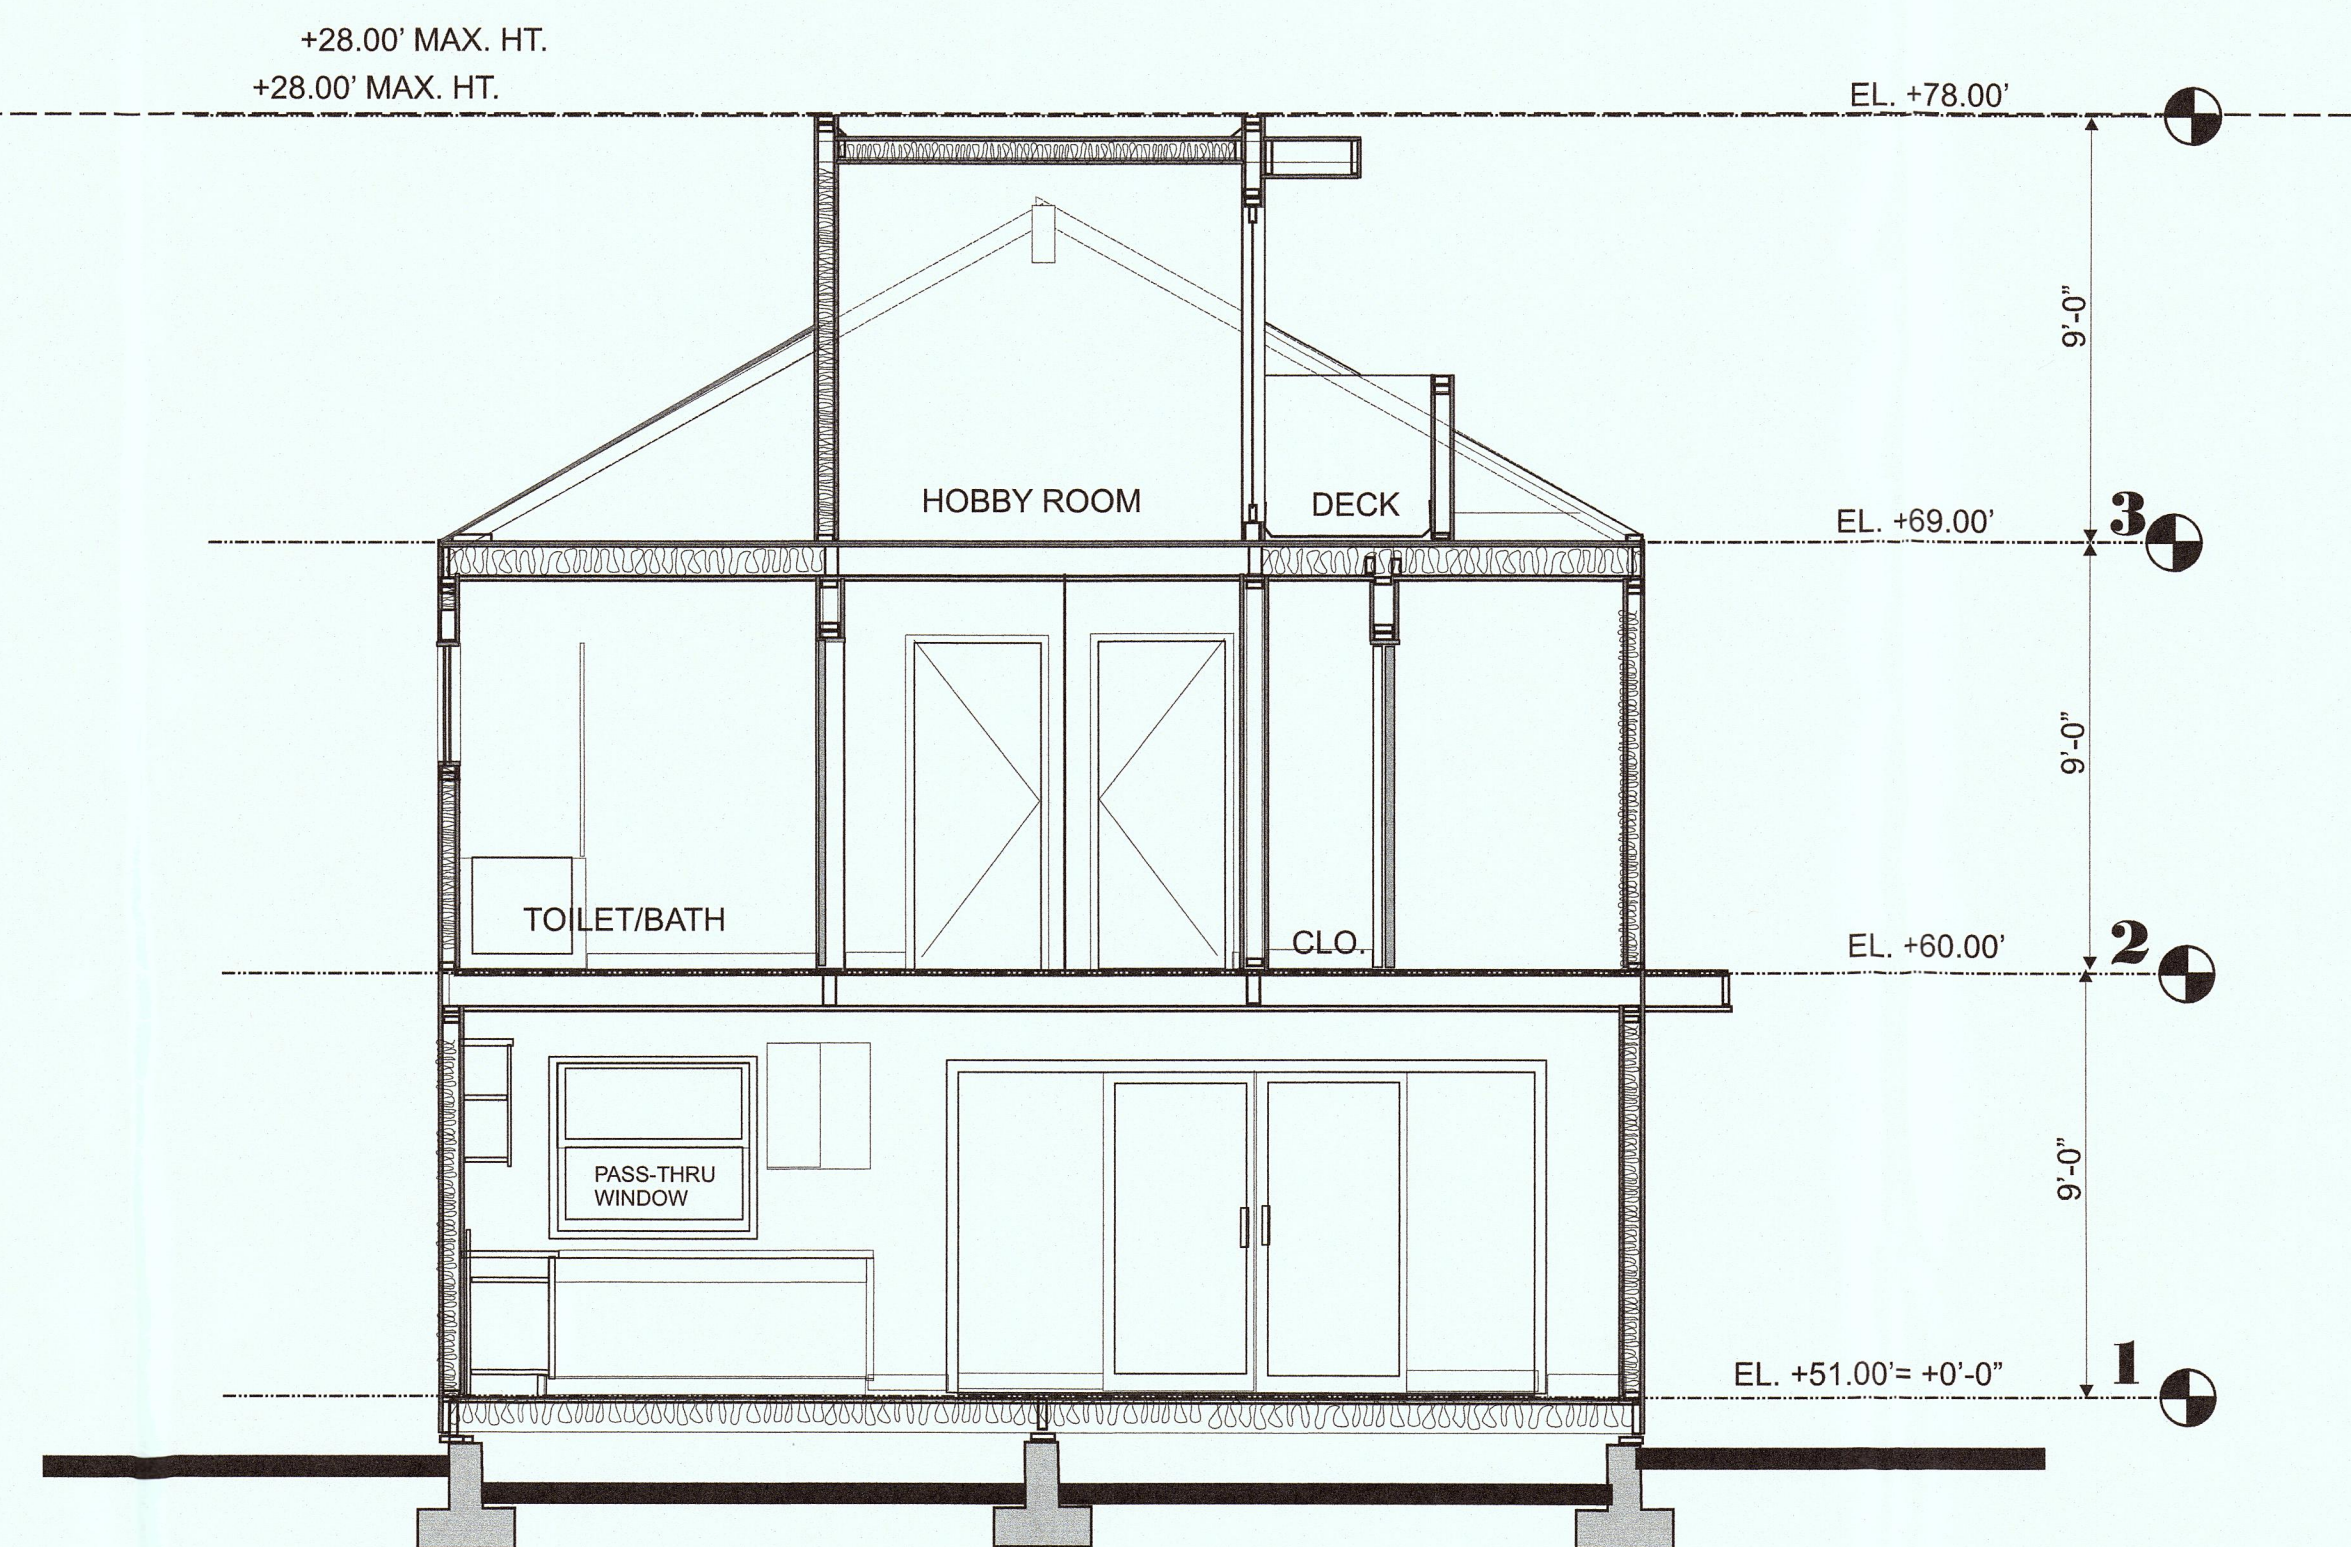 +28.00’ MAX. HT.
+28.00’ MAX. HT.
EL. +78.00’
9’-0”
HOBBY ROOM
DECK
EL. +69.00’
3
9’-0”
TOILET/BATH
CLO.
EL. +60.00’
2
PASS-THRU
WINDOW
9’-0”
EL. +51.00’= +0’-0”
1